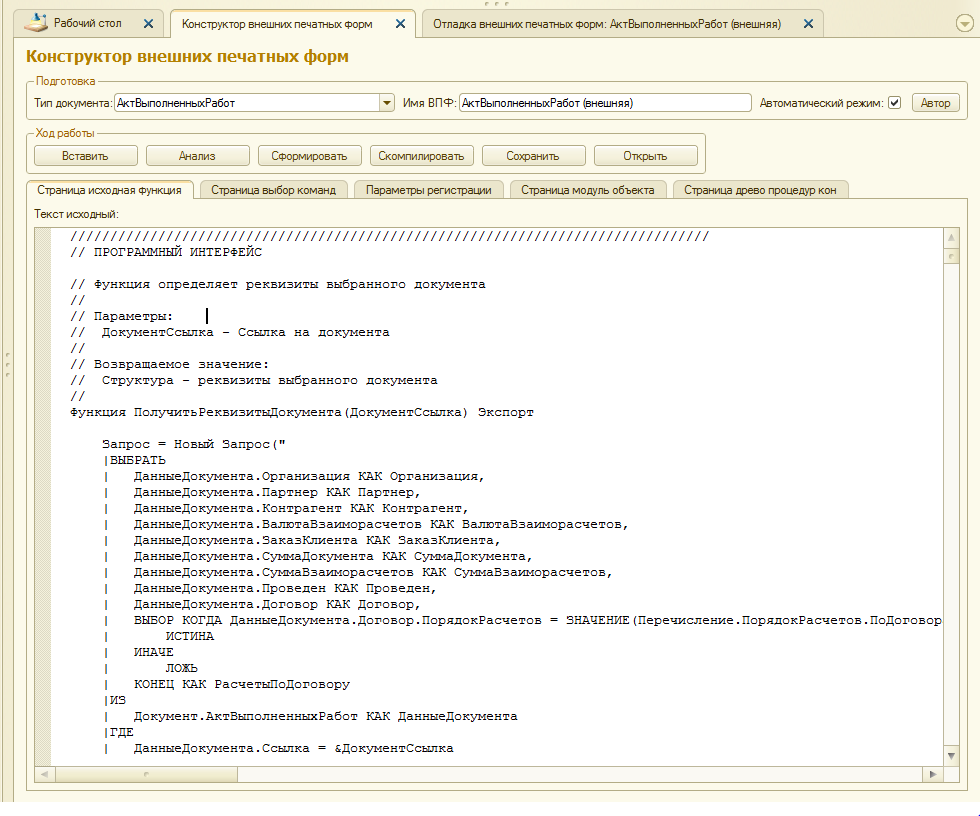 Рабочий стол
Конструктор внешних печатных форм
Отладка внешних печатных форм: АктВыполненныхРабот (внешняя)
Конструктор внешних печатных форм
Подготовка
Тип документа: АктВыполненныхРабот Имя ВПФ: АктВыполненныхРабот (внешняя) Автоматический режим: Автор
Ход работы
Вставить Анализ Сформировать Скомпилировать Сохранить Открыть
Страница исходная функция Страница выбор команд Параметры регистрации Страница модуль объекта Страница древо процедур кон
Текст исходный:
////////////////////////////////////////////////////////////////////////////////
// ПРОГРАММНЫЙ ИНТЕРФЕЙС
// Функция определяет реквизиты выбранного документа
//
// Параметры:
//  ДокументСсылка - Ссылка на документа
//
// Возвращаемое значение:
//  Структура - реквизиты выбранного документа
//
Функция ПолучитьРеквизитыДокумента(ДокументСсылка) Экспорт
Запрос = Новый Запрос("
|ВЫБРАТЬ
|   ДанныеДокумента.Организация КАК Организация,
|   ДанныеДокумента.Партнер КАК Партнер,
|   ДанныеДокумента.Контрагент КАК Контрагент,
|   ДанныеДокумента.ВалютаВзаиморасчетов КАК ВалютаВзаиморасчетов,
|   ДанныеДокумента.ЗаказКлиента КАК ЗаказКлиента,
|   ДанныеДокумента.СуммаДокумента КАК СуммаДокумента,
|   ДанныеДокумента.СуммаВзаиморасчетов КАК СуммаВзаиморасчетов,
|   ДанныеДокумента.Проведен КАК Проведен,
|   ДанныеДокумента.Договор КАК Договор,
|   ВЫБОР КОГДА ДанныеДокумента.Договор.ПорядокРасчетов = ЗНАЧЕНИЕ(Перечисление.ПорядокРасчетов.ПоДоговор
|       ИСТИНА
|   ИНАЧЕ
|       ЛОЖЬ
|   КОНЕЦ КАК РасчетыПоДоговору
|ИЗ
|   Документ.АктВыполненныхРабот КАК ДанныеДокумента
|ГДЕ
|   ДанныеДокумента.Ссылка = &ДокументСсылка